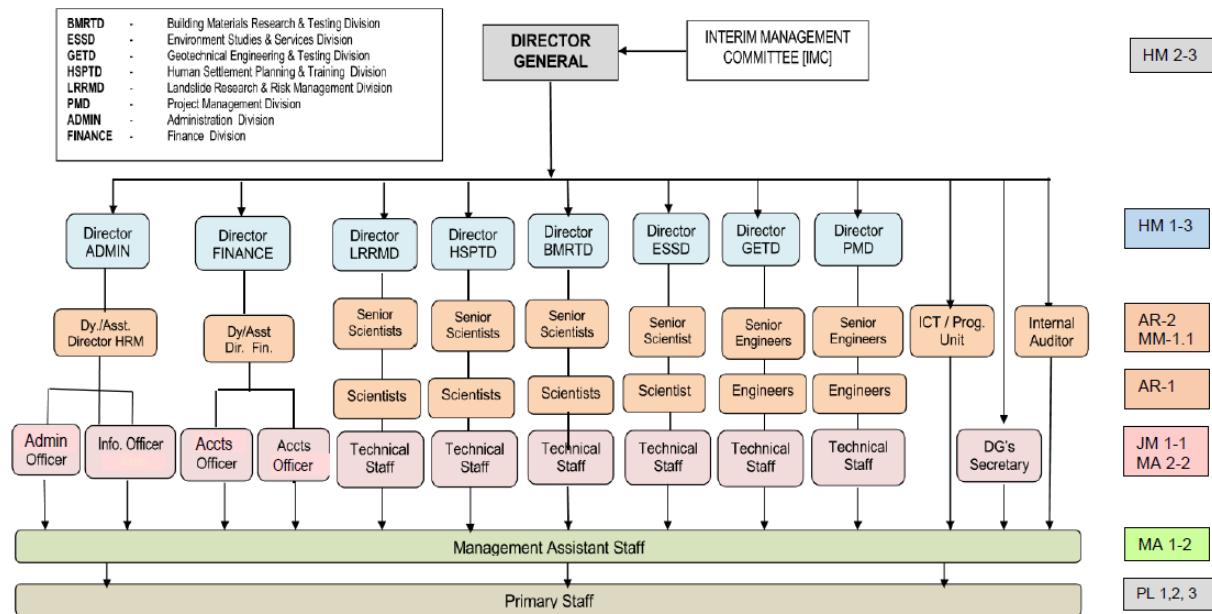 BMRTD - Building Materials Research & Testing Division
ESSD - Environment Studies & Services Division
GETD - Geotechnical Engineering & Testing Division
HSPTD - Human Settlement Planning & Training Division
LRRMD - Landslide Research & Risk Management Division
PMD - Project Management Division
ADMIN - Administration Division
FINANCE - Finance Division
DIRECTOR
GENERAL
INTERIM MANAGEMENT
COMMITTEE [IMC]
HM 2-3
Director
ADMIN
Director
FINANCE
Director
LRRMD
Director
HSPTD
Director
BMRTD
Director
ESSD
Director
GETD
Director
PMD
HM 1-3
Dy./Asst.
Director HRM
Dy/Asst
Dir. Fin.
Senior
Scientists
Senior
Scientists
Senior
Scientists
Senior
Scientist
Senior
Engineers
Senior
Engineers
ICT / Prog.
Unit
Internal
Auditor
AR-2
MM-1.1
Scientists
Scientists
Scientists
Scientist
Engineers
Engineers
AR-1
Admin
Officer
Info. Officer
Accts
Officer
Accts
Officer
Technical
Staff
Technical
Staff
Technical
Staff
Technical
Staff
Technical
Staff
Technical
Staff
DG's
Secretary
JM 1-1
MA 2-2
Management Assistant Staff
MA 1-2
Primary Staff
PL 1,2, 3